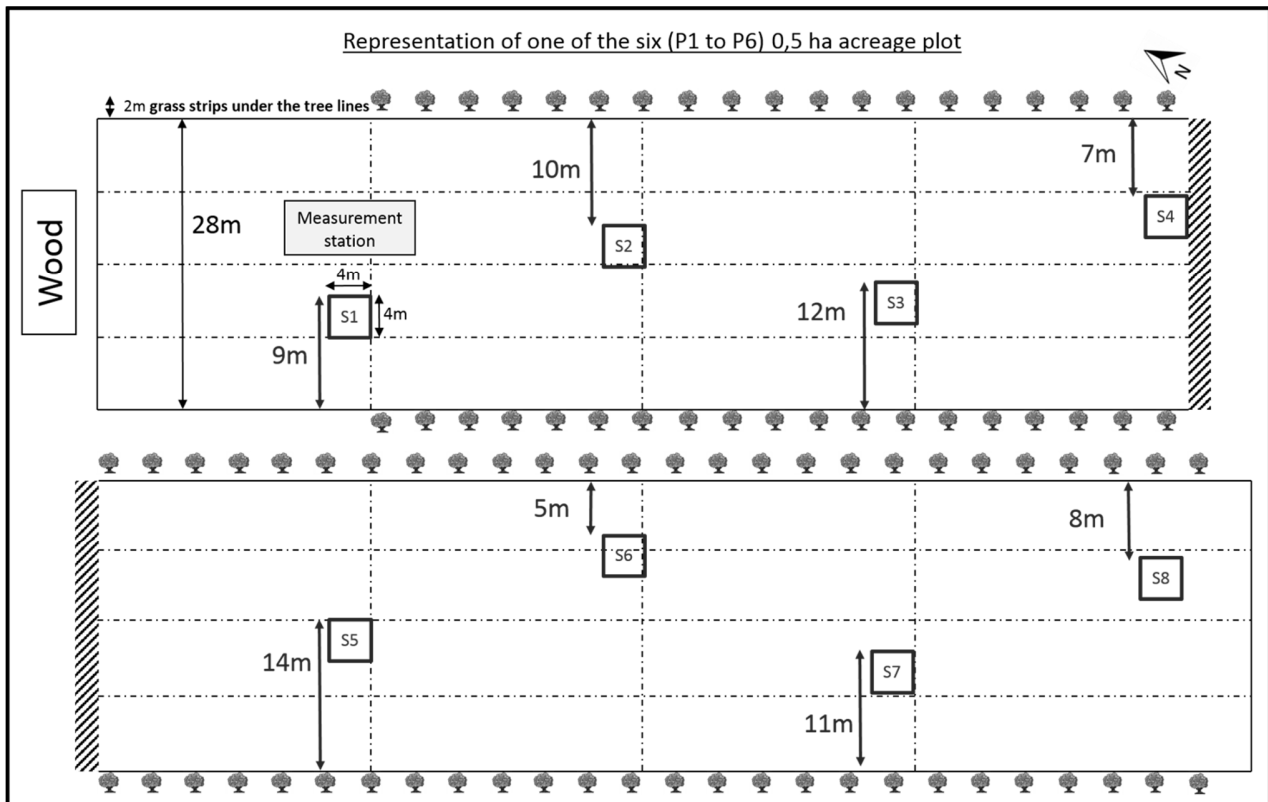 Representation of one of the six (P1 to P6) 0,5 ha acreage plot
N
2m grass strips under the tree lines
10m
7m
Wood
28m
Measurement
station
S2
S4
4m
S1
4m
S3
12m
9m
5m
8m
S6
S8
S5
14m
S7
11m